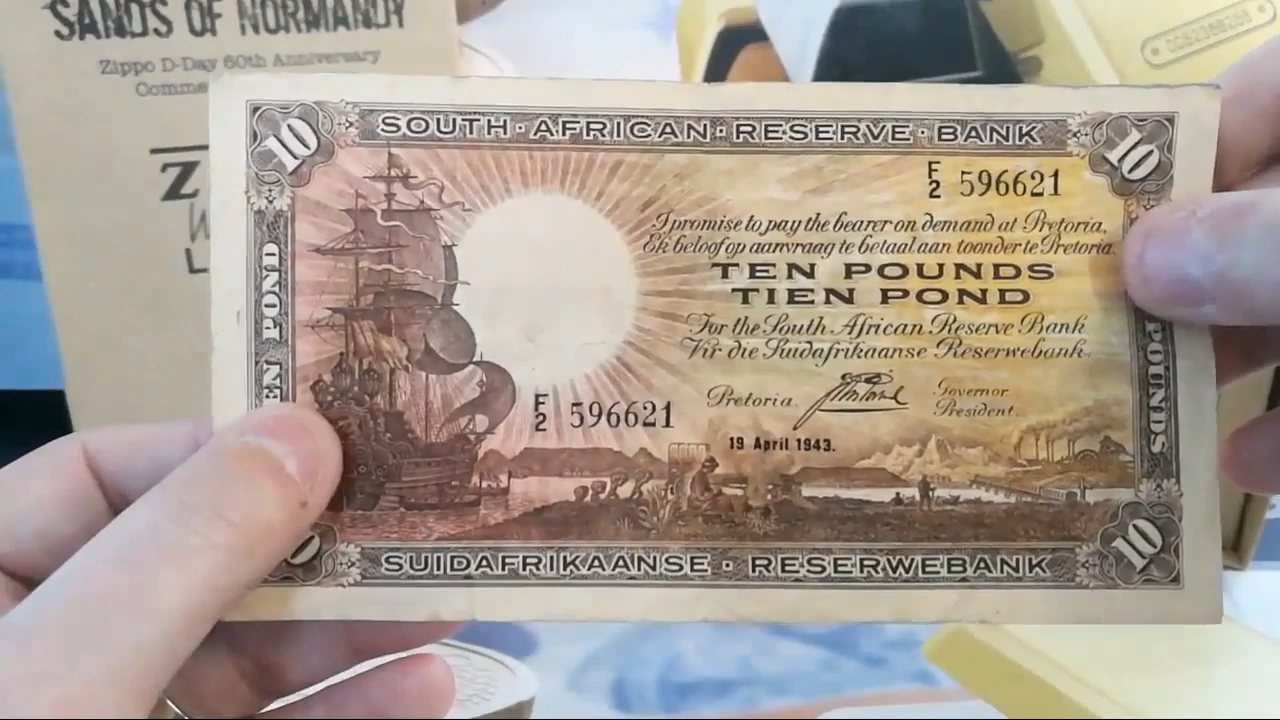 SANDS OF NORMANDY
Zippo D-Day 60th Anniversary
Comme
Z
10
SOUTH·AFRICAN·RESERVE·BANK
10
F/2 596621
I promise to pay the bearer on demand at Pretoria.
Ek beloof op aanvraag te betaal aan toonder te Pretoria.
TEN POUNDS
TIEN POND
For the South African Reserve Bank
Vir die Suidafrikaanse Reserwebank.
Pretoria.
Governor
President.
F/2 596621
19 April 1943.
EN POND
POUNDS
0
SUIDAFRIKAANSE · RESERWEBANK
10